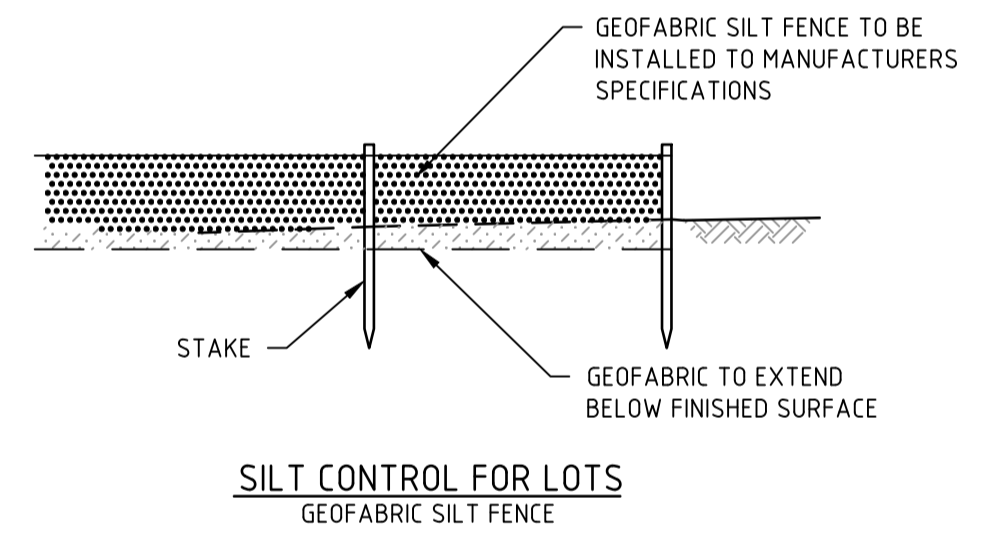 GEOFABRIC SILT FENCE TO BE
INSTALLED TO MANUFACTURERS
SPECIFICATIONS
STAKE
GEOFABRIC TO EXTEND
BELOW FINISHED SURFACE
SILT CONTROL FOR LOTS
GEOFABRIC SILT FENCE